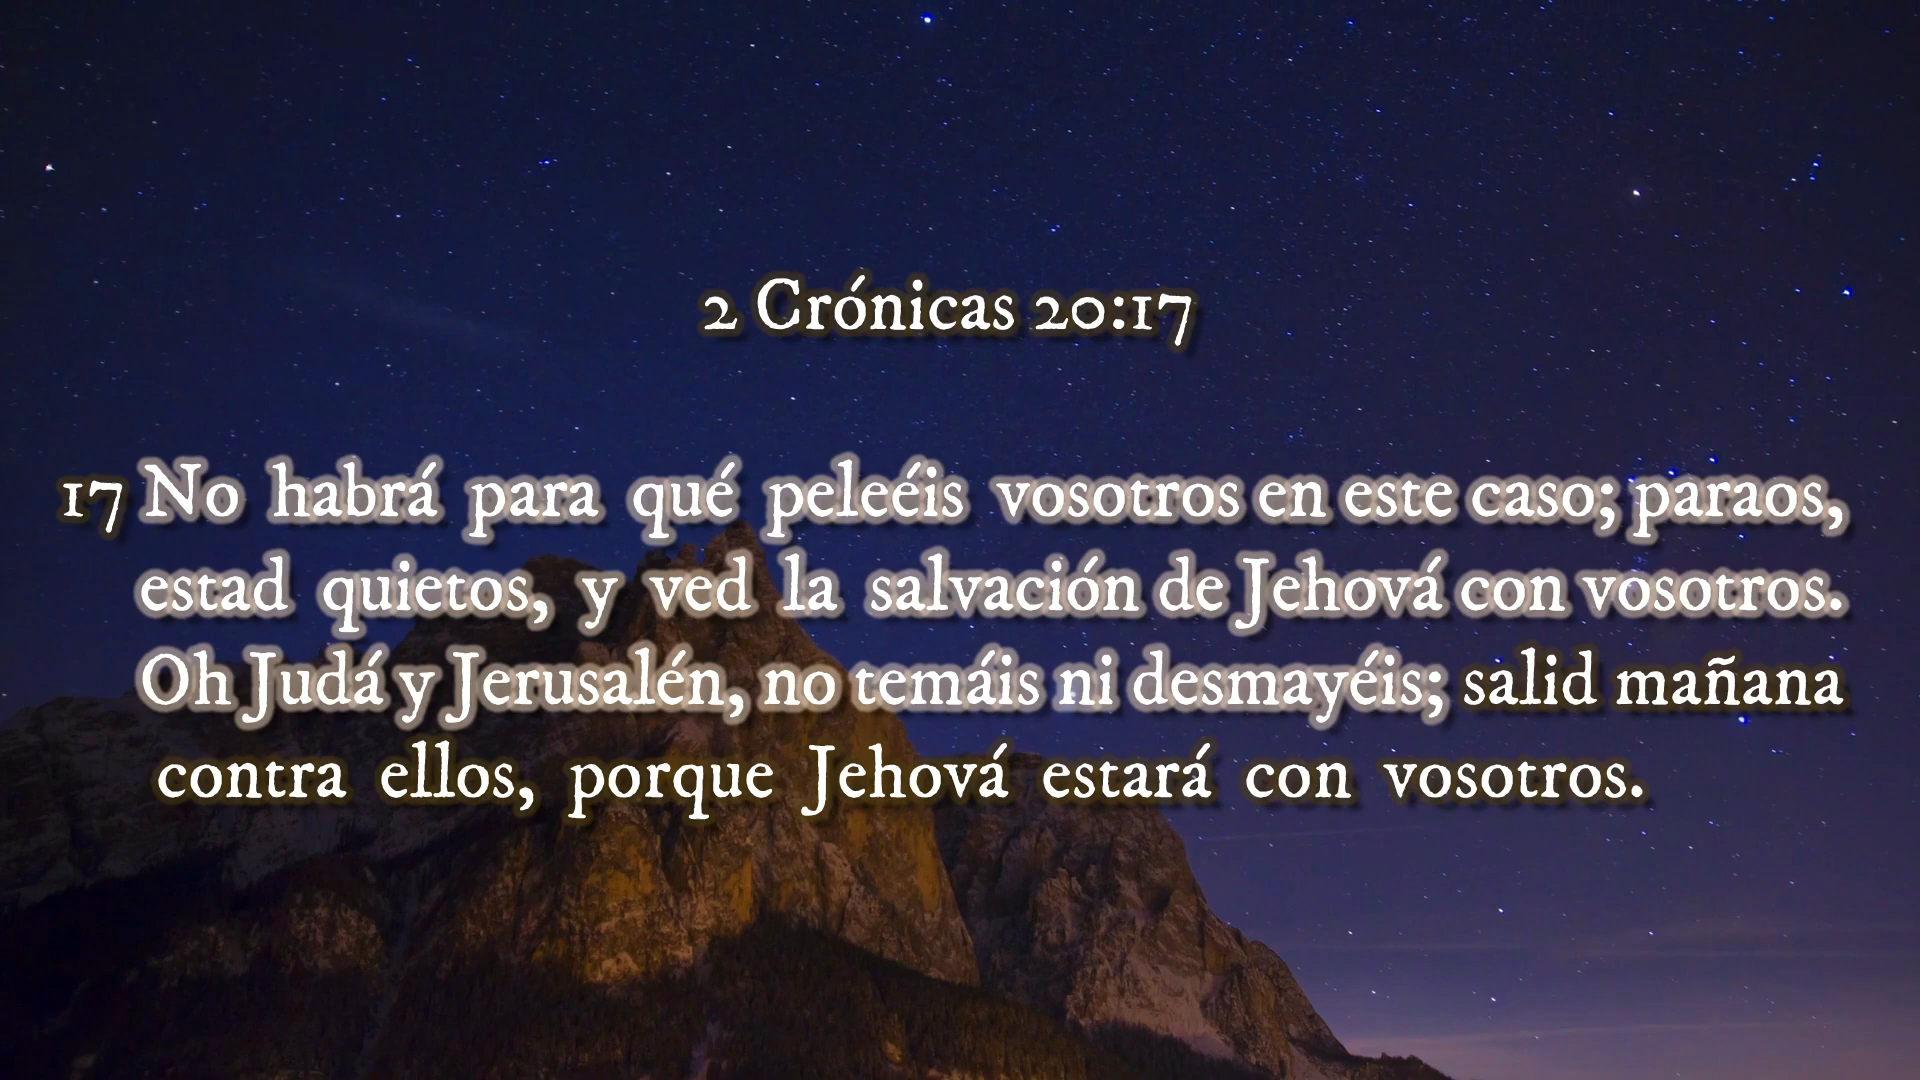 2 Crónicas 20:17
17 No habrá para qué peleéis vosotros en este caso; paraos,
estad quietos, y ved la salvación de Jehová con vosotros.
Oh Judá y Jerusalén, no temáis ni desmayéis; salid mañana
contra ellos, porque Jehová estará con vosotros.